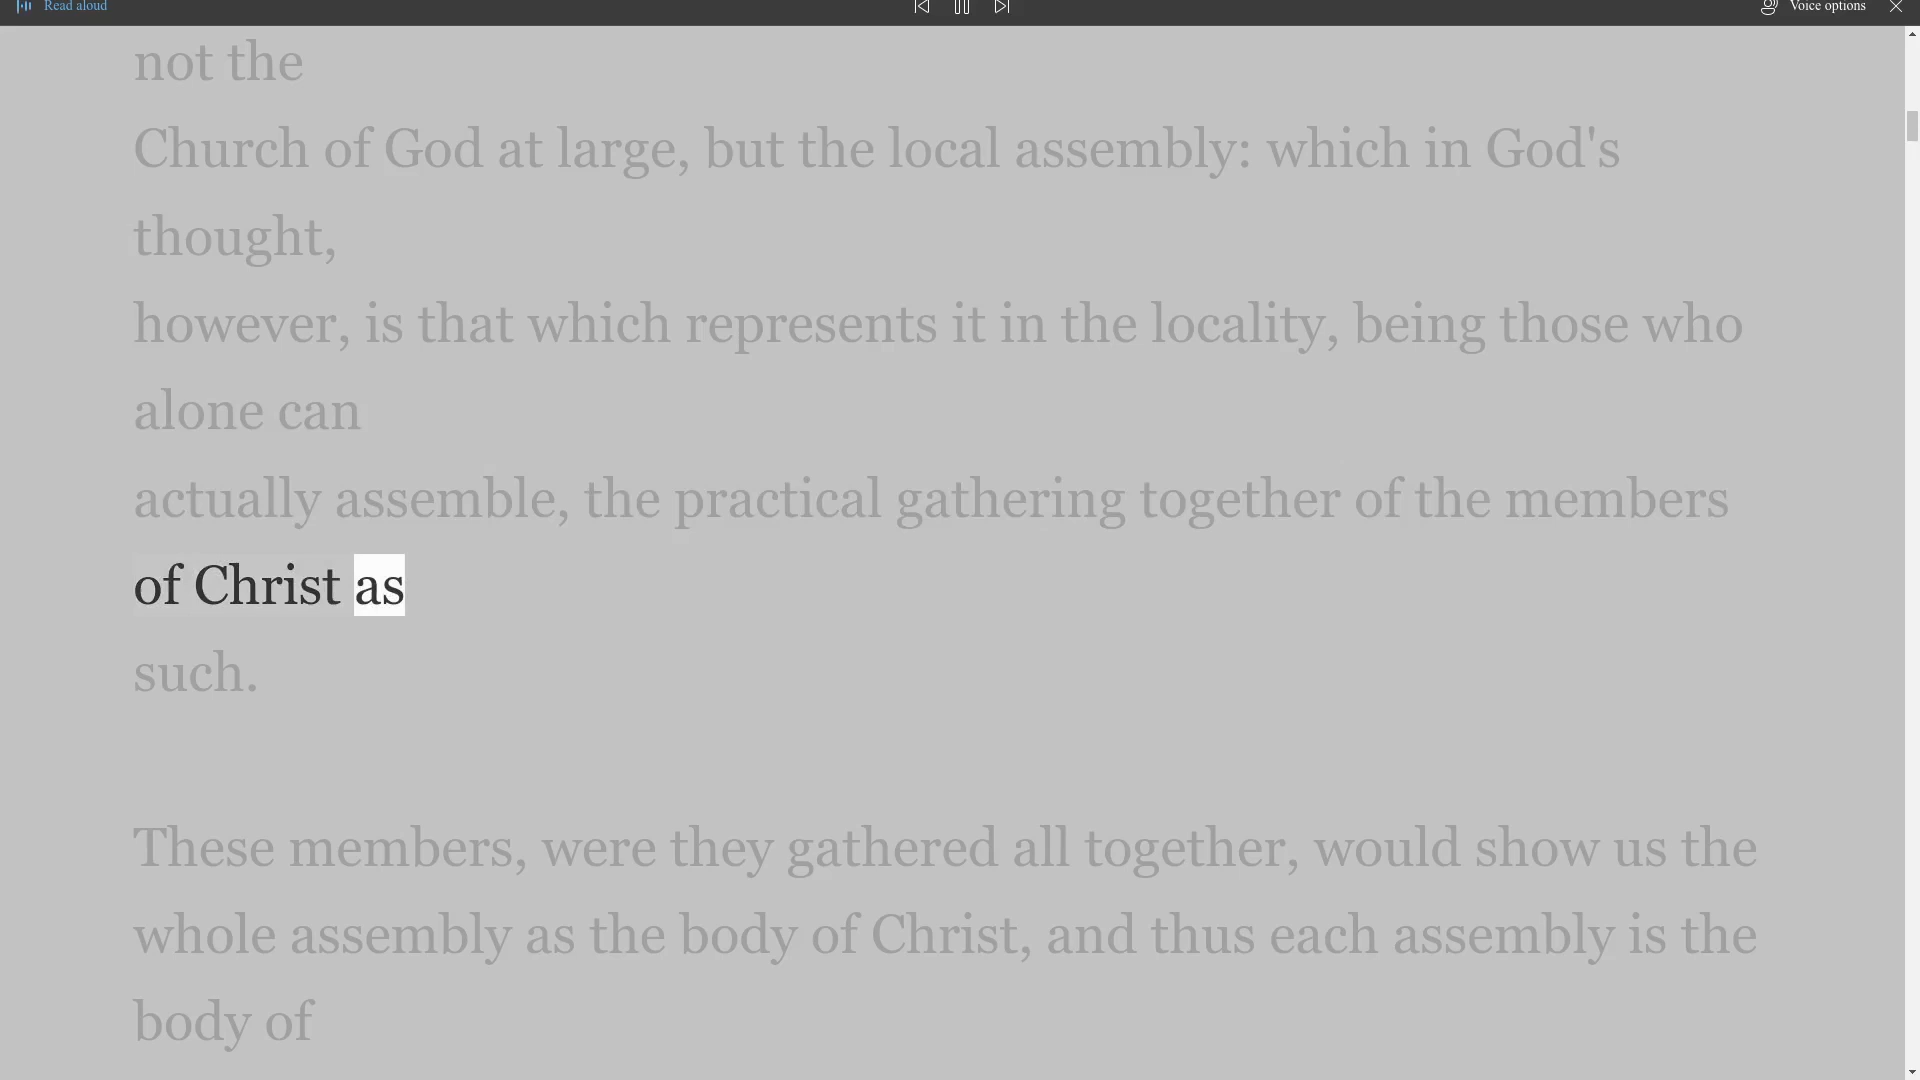 Read aloud
Voice options
not the
Church of God at large, but the local assembly: which in God's
thought,
however, is that which represents it in the locality, being those who
alone can
actually assemble, the practical gathering together of the members
of Christ as
such.
These members, were they gathered all together, would show us the
whole assembly as the body of Christ, and thus each assembly is the
body of